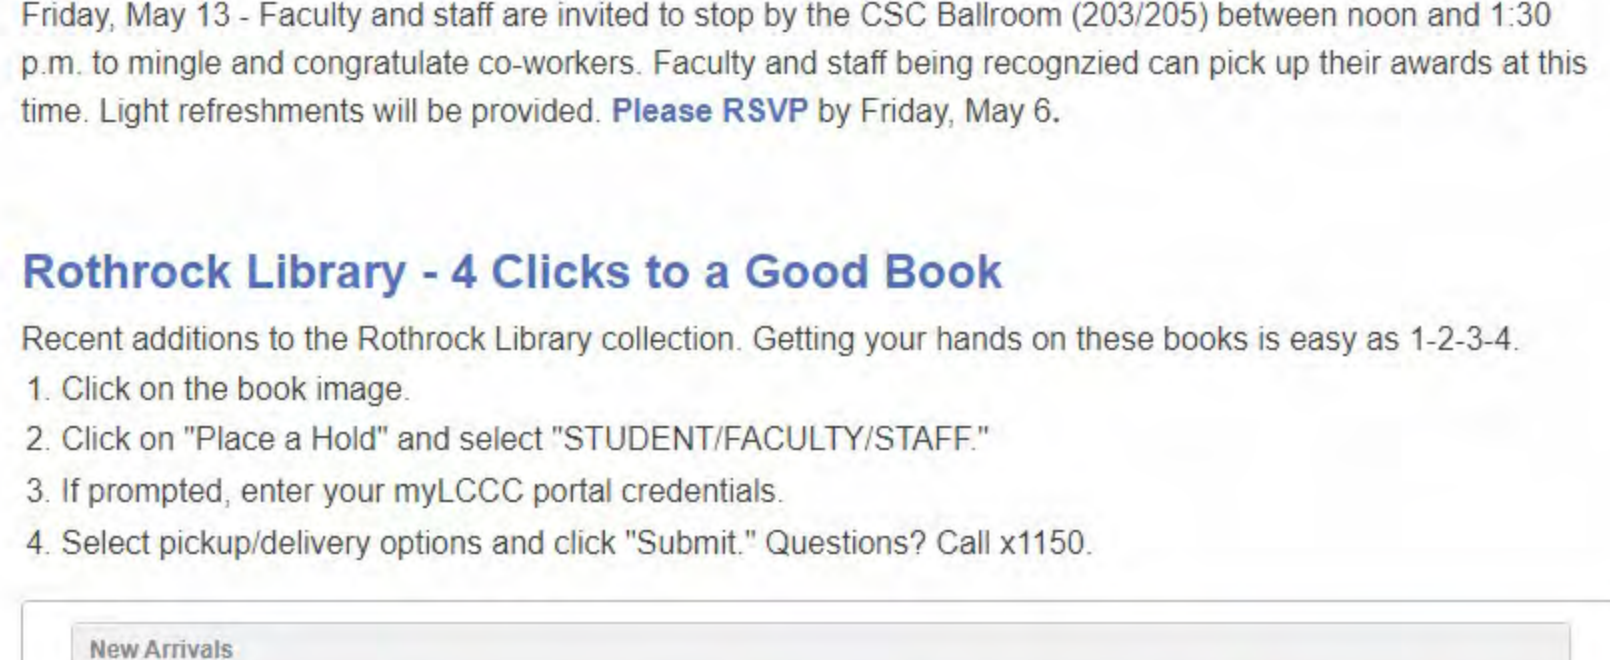 Friday, May 13 - Faculty and staff are invited to stop by the CSC Ballroom (203/205) between noon and 1:30
p.m. to mingle and congratulate co-workers. Faculty and staff being recognzied can pick up their awards at this
time. Light refreshments will be provided. Please RSVP by Friday, May 6.
Rothrock Library - 4 Clicks to a Good Book
Recent additions to the Rothrock Library collection. Getting your hands on these books is easy as 1-2-3-4.
1. Click on the book image.
2. Click on "Place a Hold" and select "STUDENT/FACULTY/STAFF."
3. If prompted, enter your myLCCC portal credentials.
4. Select pickup/delivery options and click "Submit." Questions? Call x1150.
New Arrivals